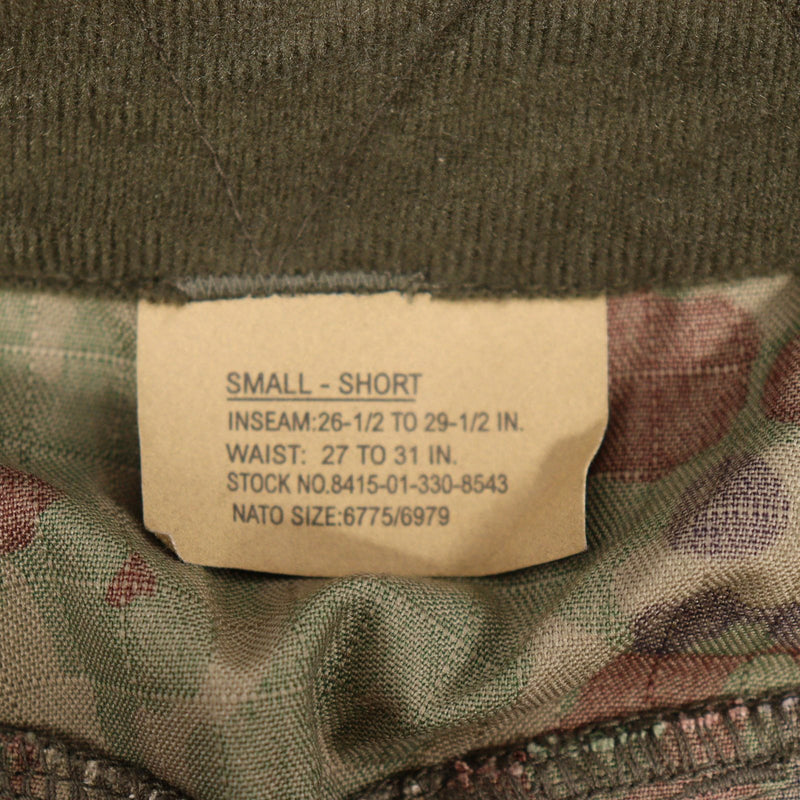 SMALL - SHORT
INSEAM:26-1/2 TO 29-1/2 IN.
WAIST: 27 TO 31 IN.
STOCK NO.8415-01-330-8543
NATO SIZE:6775/6979